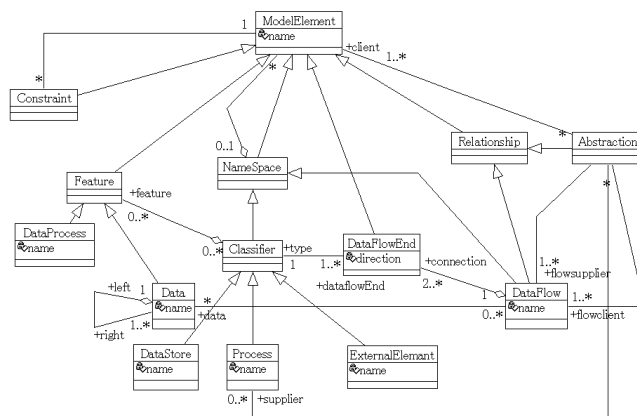 1
ModelElement
name
+client
1..*
*
*
Constraint
0..1
*
Relationship
Abstraction
NameSpace
Feature
+feature
0..*
*
DataProcess
name
0..*
Classifier
+type
1
1..*
DataFlowEnd
direction
+connection
+dataflowEnd
2..*
1..*
+flowsupplier
+left
1
Data
name
*
+data
1
0..*
DataFlow
name
1..*
+flowclient
1..*
+right
DataStore
name
Process
name
ExternalElemant
name
0..*
+supplier